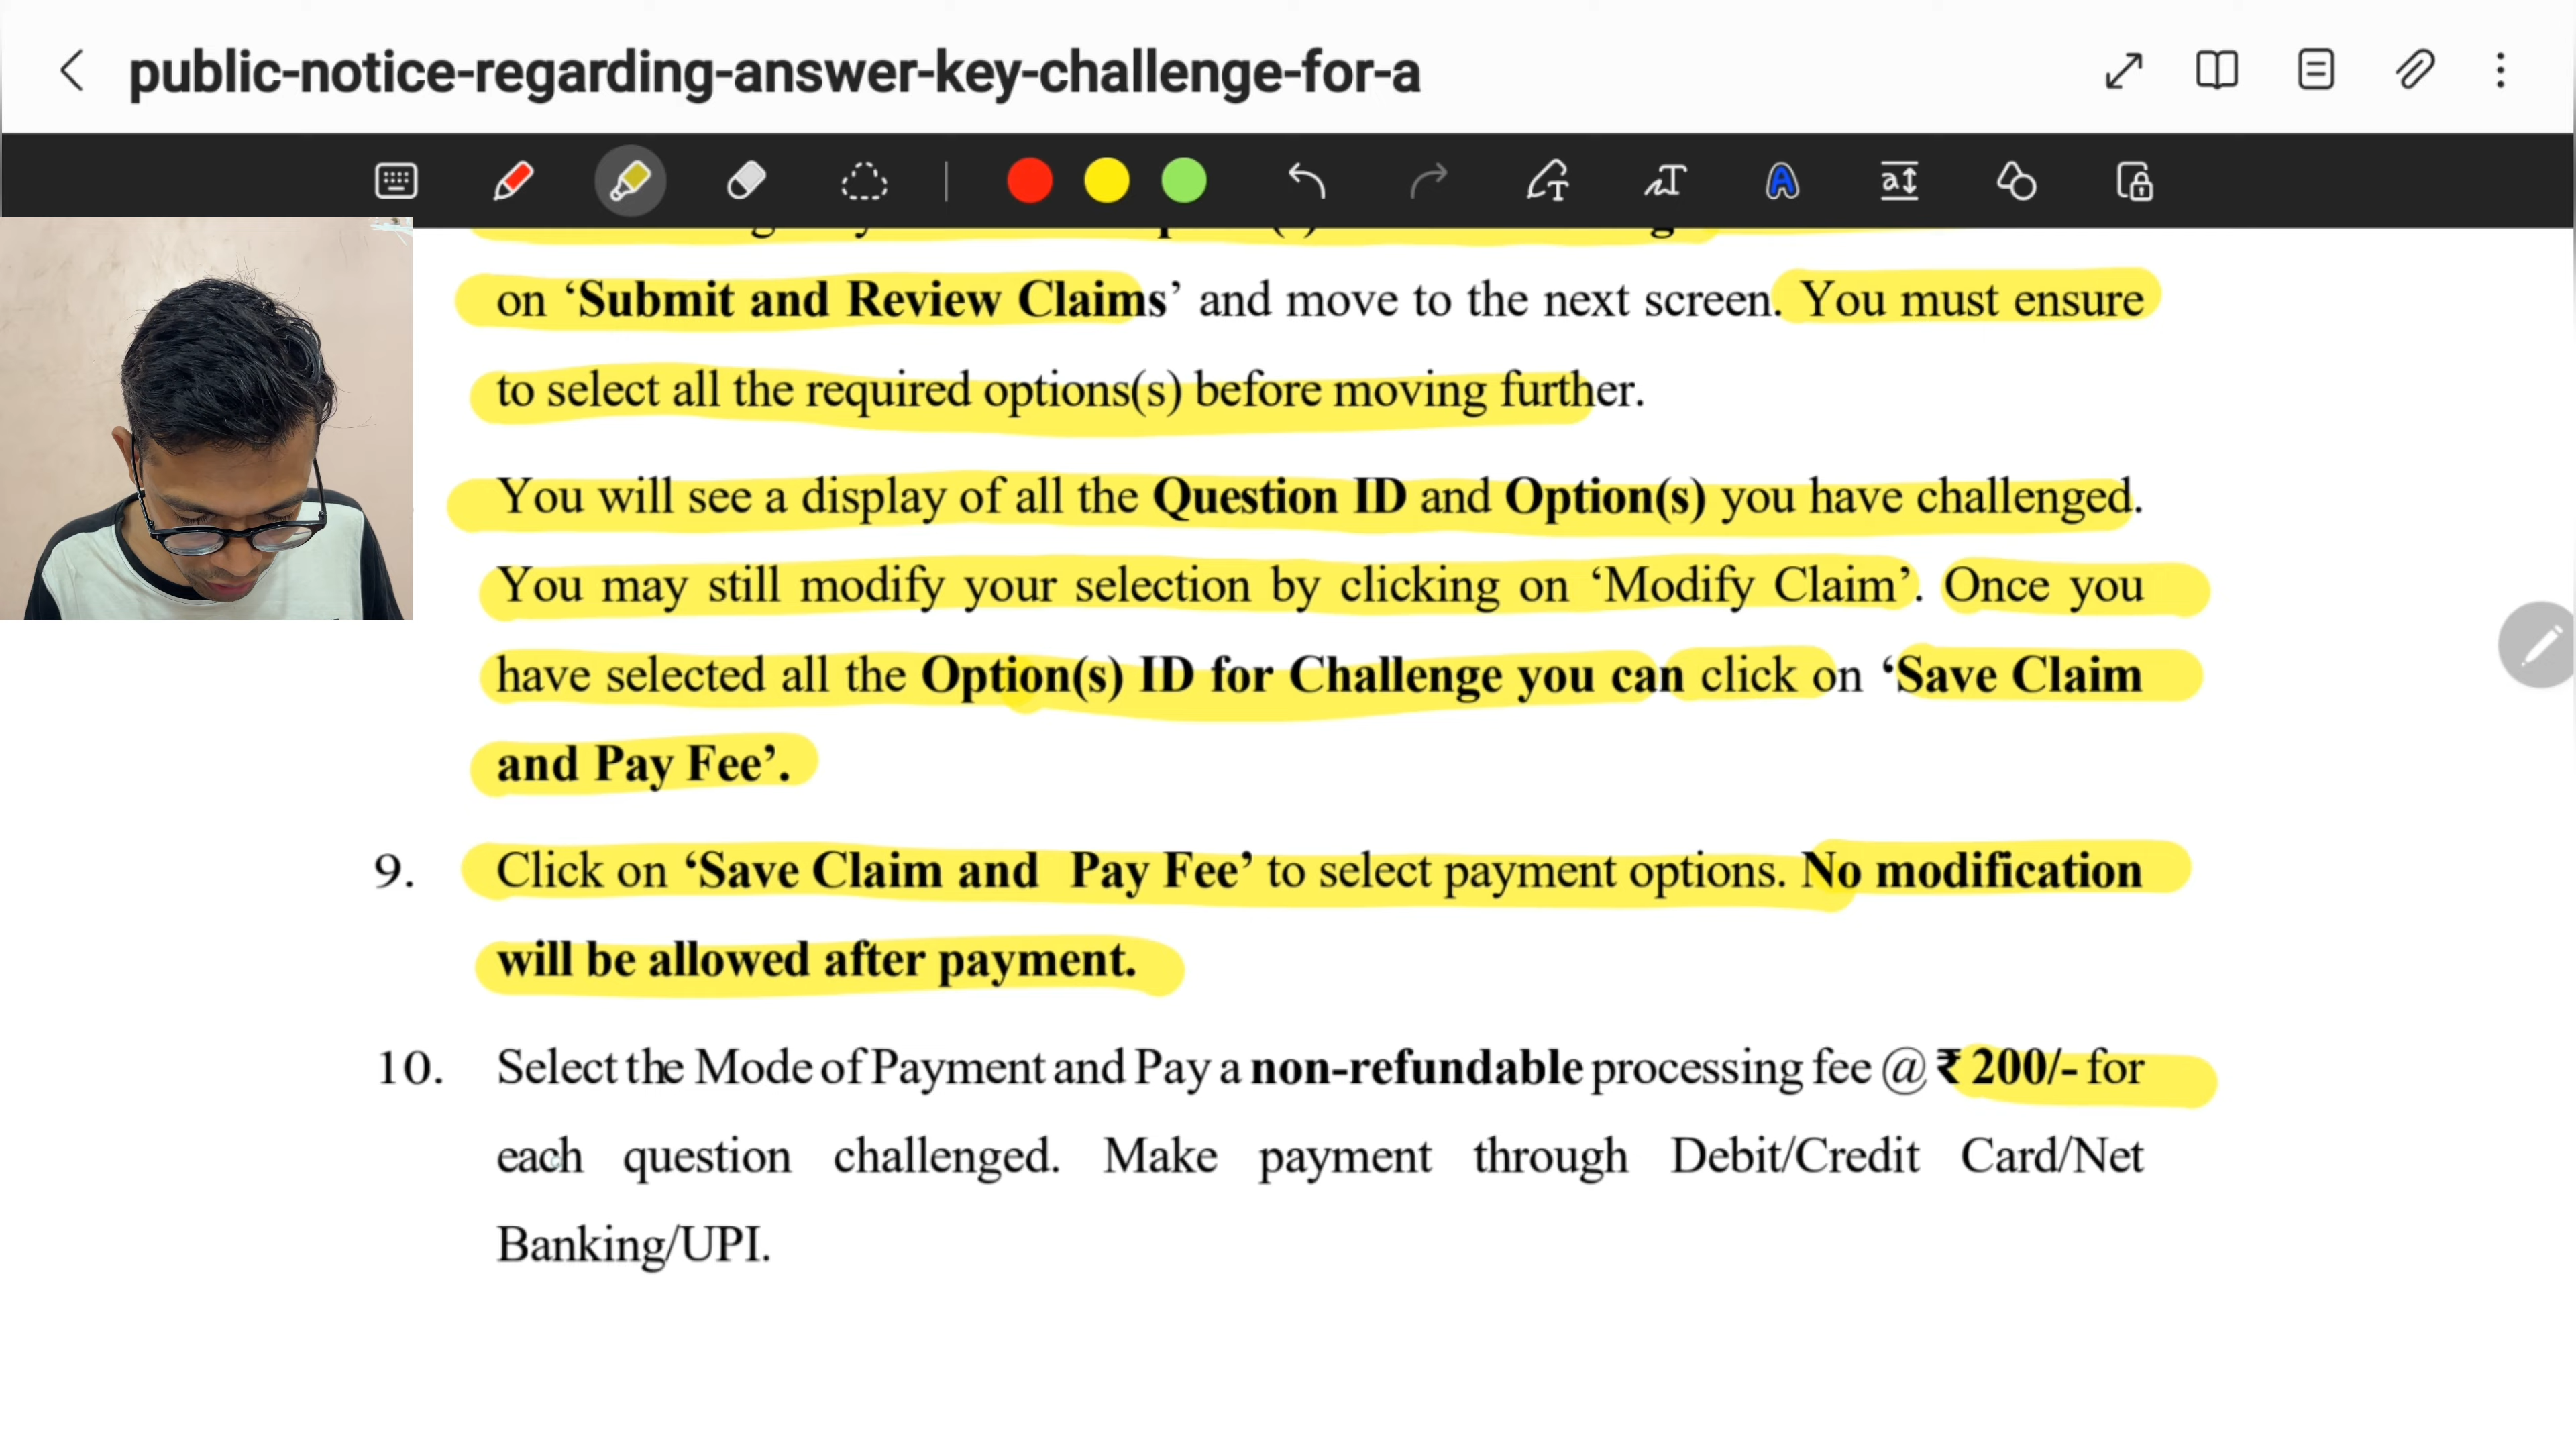 public-notice-regarding-answer-key-challenge-for-a
on ‘Submit and Review Claims’ and move to the next screen. You must ensure
to select all the required options(s) before moving further.
You will see a display of all the Question ID and Option(s) you have challenged.
You may still modify your selection by clicking on ‘Modify Claim’. Once you
have selected all the Option(s) ID for Challenge you can click on ‘Save Claim
and Pay Fee’.
9. Click on ‘Save Claim and Pay Fee’ to select payment options. No modification
will be allowed after payment.
10. Select the Mode of Payment and Pay a non-refundable processing fee @ ₹ 200/- for
each question challenged. Make payment through Debit/Credit Card/Net
Banking/UPI.